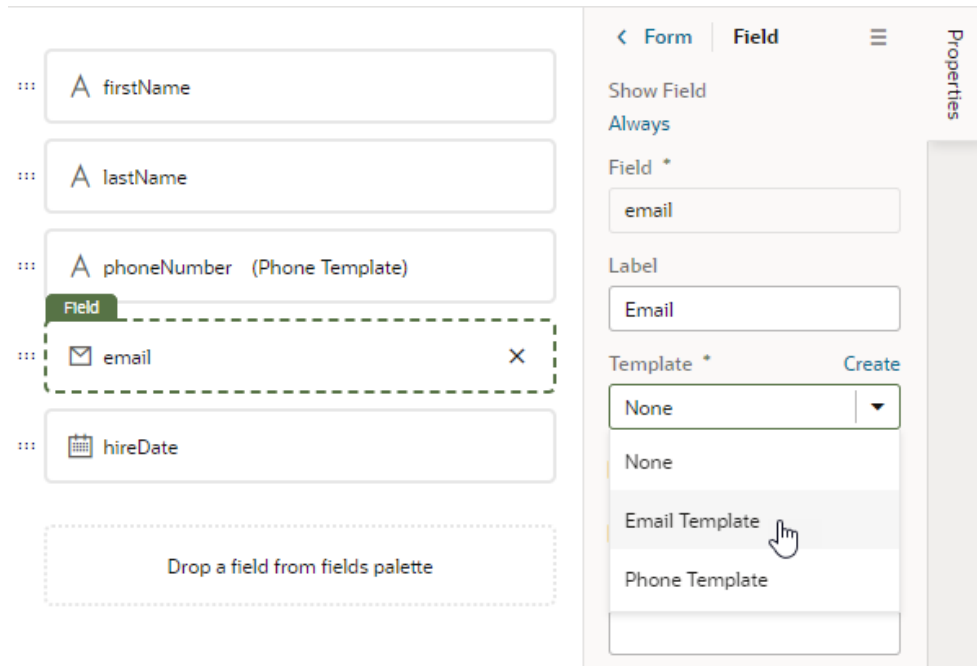 firstName
lastName
phoneNumber (Phone Template)
Field
email
hireDate
Drop a field from fields palette
Form Field
Show Field
Always
Field *
email
Label
Email
Template * Create
None
None
Email Template
Phone Template
Properties